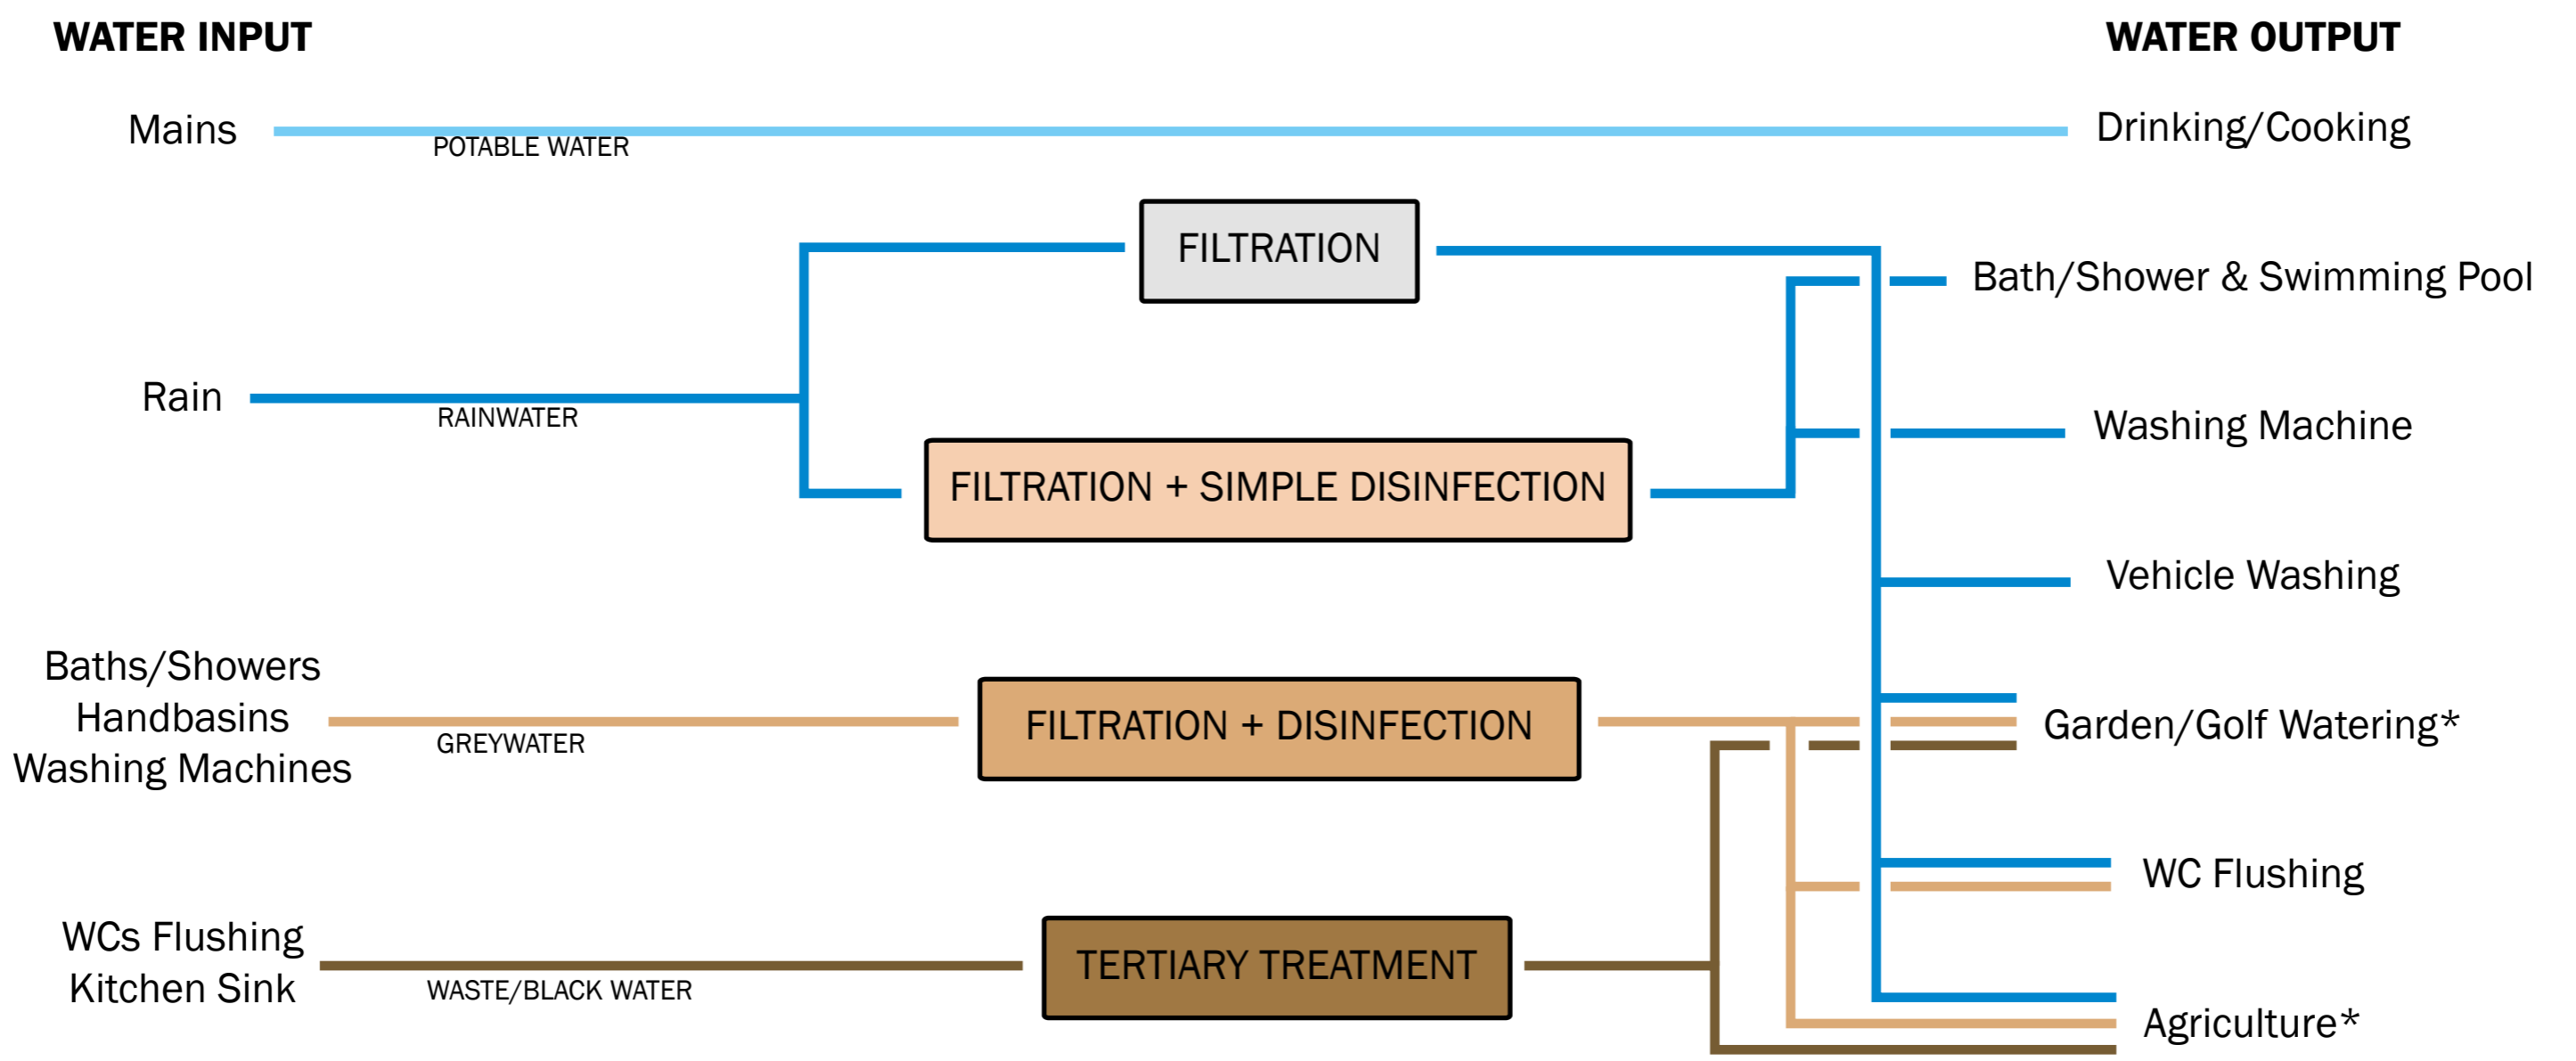 WATER INPUT
WATER OUTPUT
Mains
POTABLE WATER
Drinking/Cooking
FILTRATION
Bath/Shower & Swimming Pool
Rain
RAINWATER
Washing Machine
FILTRATION + SIMPLE DISINFECTION
Vehicle Washing
Baths/Showers
Handbasins
Washing Machines
GREYWATER
FILTRATION + DISINFECTION
Garden/Golf Watering*
WC Flushing
WCs Flushing
Kitchen Sink
WASTE/BLACK WATER
TERTIARY TREATMENT
Agriculture*